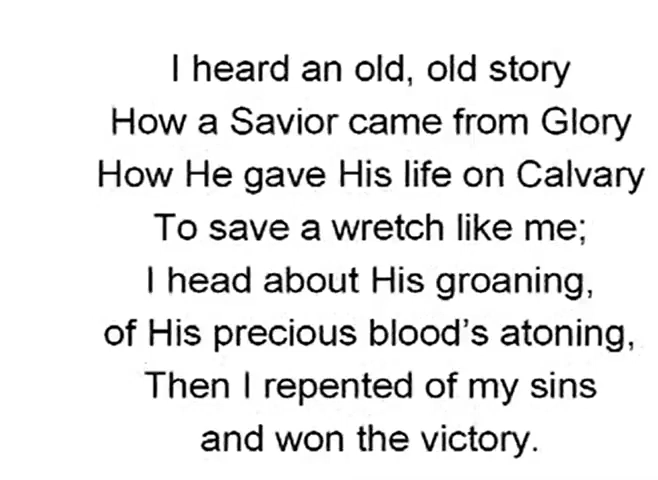 I heard an old, old story
How a Savior came from Glory
How He gave His life on Calvary
To save a wretch like me;
I head about His groaning,
of His precious blood's atoning,
Then I repented of my sins
and won the victory.